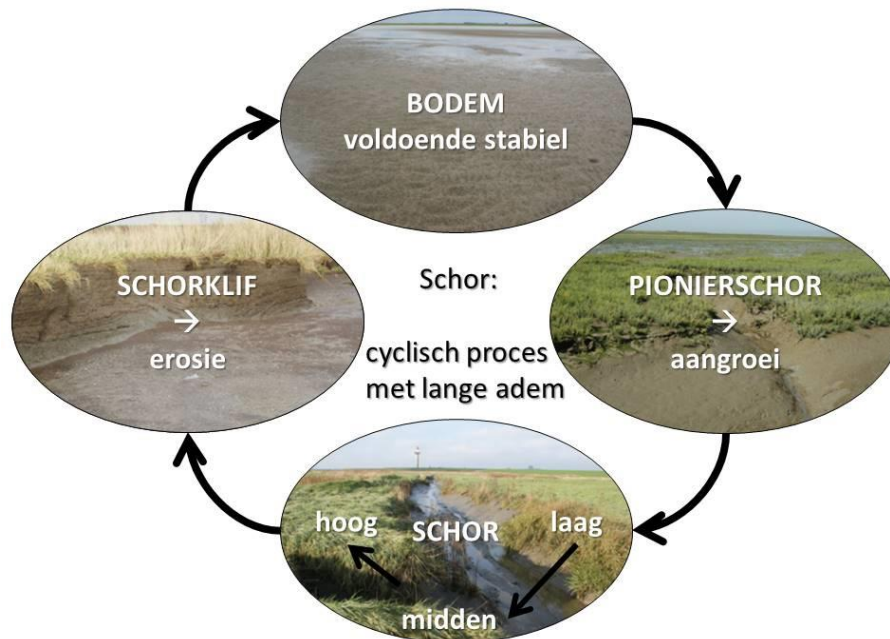 BODEM
voldoende stabiel
SCHORKLIF
→
erosie
Schor:
cyclisch proces
met lange adem
PIONIERSCHOR
→
aangroei
hoog
SCHOR
laag
midden